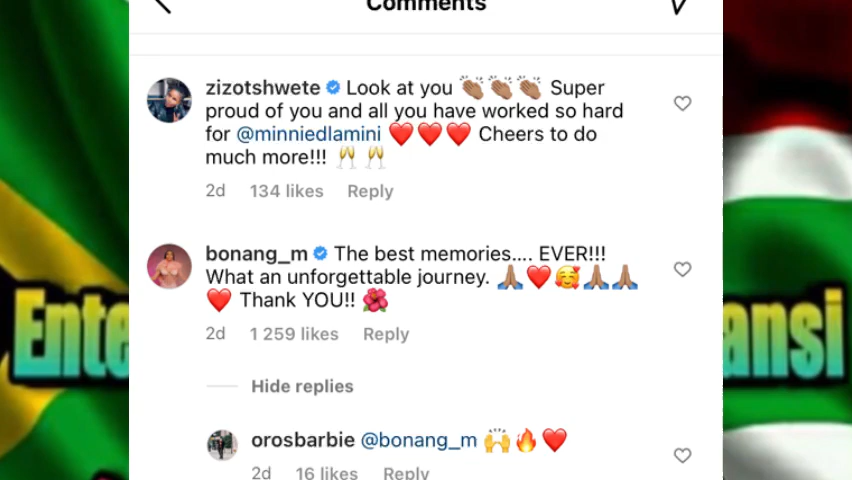 Comments
zizotshwete Look at you 👏🏽👏🏽👏🏽 Super
proud of you and all you have worked so hard
for @minniedlamini ❤️❤️❤️ Cheers to do
much more!!! 🥂 🥂
2d 134 likes Reply
bonang_m The best memories.... EVER!!!
What an unforgettable journey. 🙏🏽❤️🥰🙏🏽🙏🏽
❤️ Thank YOU!! 🌺
2d 1 259 likes Reply
Hide replies
orosbarbie @bonang_m 🙌🔥❤️
2d 16 likes Reply
Ente
ansi